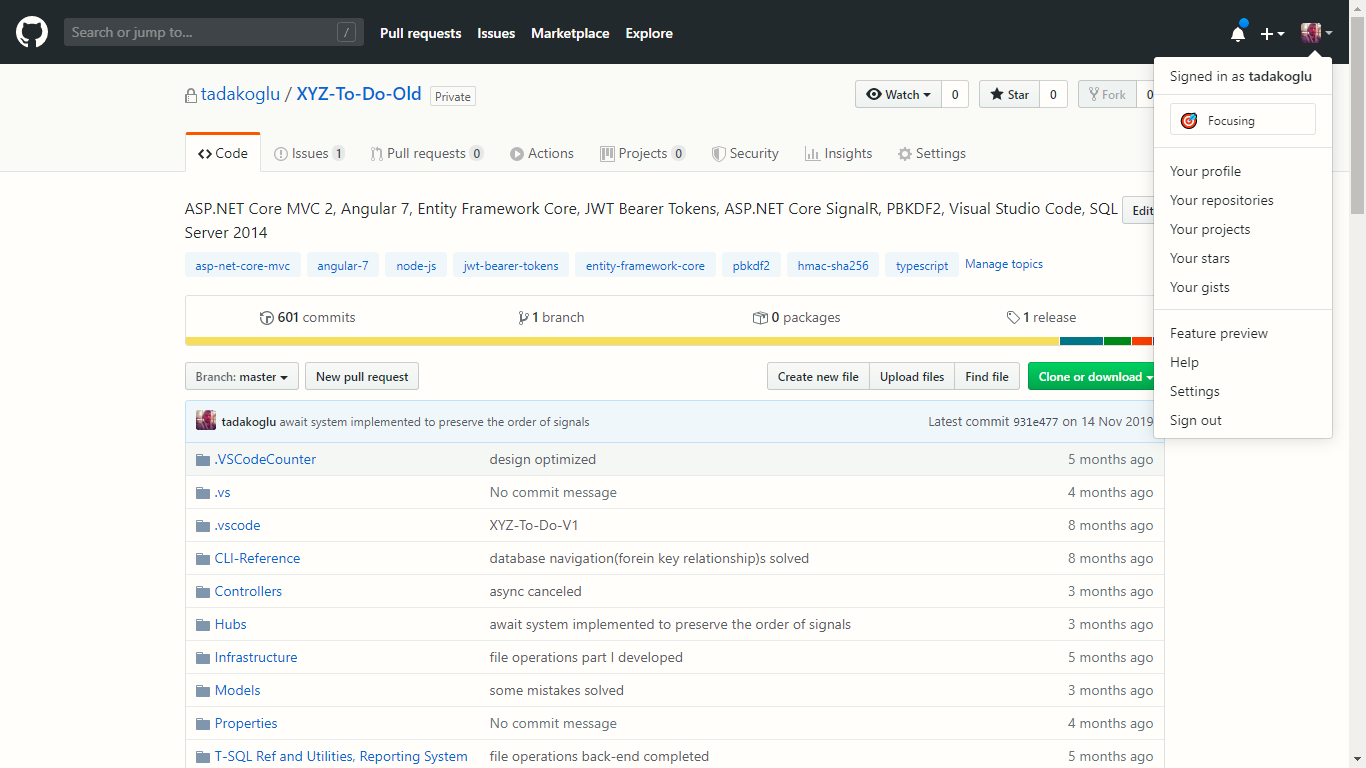 Search or jump to... / Pull requests Issues Marketplace Explore
Signed in as tadakoglu
Focusing
Your profile
Your repositories
Your projects
Your stars
Your gists
Feature preview
Help
Settings
Sign out
tadakoglu / XYZ-To-Do-Old Private Watch 0 Star 0 Fork 0
Code Issues 1 Pull requests 0 Actions Projects 0 Security Insights Settings
ASP.NET Core MVC 2, Angular 7, Entity Framework Core, JWT Bearer Tokens, ASP.NET Core SignalR, PBKDF2, Visual Studio Code, SQL Edit
Server 2014
asp-net-core-mvc angular-7 node-js jwt-bearer-tokens entity-framework-core pbkdf2 hmac-sha256 typescript Manage topics
601 commits 1 branch 0 packages 1 release
Branch: master New pull request Create new file Upload files Find file Clone or download
tadakoglu await system implemented to preserve the order of signals Latest commit 931e477 on 14 Nov 2019
.VSCodeCounter design optimized 5 months ago
.vs No commit message 4 months ago
.vscode XYZ-To-Do-V1 8 months ago
CLI-Reference database navigation(forein key relationship)s solved 8 months ago
Controllers async canceled 3 months ago
Hubs await system implemented to preserve the order of signals 3 months ago
Infrastructure file operations part I developed 5 months ago
Models some mistakes solved 3 months ago
Properties No commit message 4 months ago
T-SQL Ref and Utilities, Reporting System file operations back-end completed 5 months ago